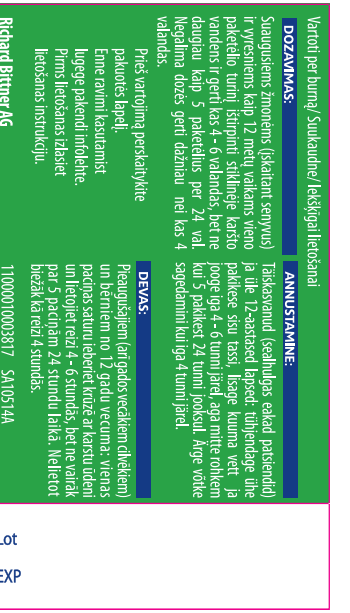 Vartoti per burną/ Suukaudne/ Iekšķīgai lietošanai
DOZAVIMAS:
Suaugusiems žmonėms (įskaitant senyvus)
ir vyresniems kaip 12 metų vaikams vieno
paketėlio turinį ištirpinti stiklinėje karšto
vandens ir gerti kas 4 - 6 valandas, bet ne
daugiau kaip 5 paketėlius per 24 val.
Negalima dozės gerti dažniau nei kas 4
valandas.
Prieš vartojimą perskaitykite
pakuotės lapelį.
Enne ravimi kasutamist
lugege pakendi infolehte.
Pirms lietošanas izlasiet
lietošanas instrukciju.
Richard Bittner AG
ANNUSTAMINE:
Täiskasvanud (sealhulgas eakad patsiendid)
ja üle 12-aastased lapsed: tühjendage ühe
pakikese sisu tassi, lisage kuuma vett ja
jooge iga 4 - 6 tunni järel, aga mitte rohkem
kui 5 pakikest 24 tunni jooksul. Ärge võtke
sagedamini kui iga 4 tunni järel.
DEVAS:
Pieaugušajiem (arī gados vecākiem cilvēkiem)
un bērniem no 12 gadu vecuma: vienas
paciņas saturu ieberiet krūzē ar karstu ūdeni
un lietojiet reizi 4 - 6 stundās, bet ne vairāk
par 5 paciņām 24 stundu laikā. Nelietot
biežāk kā reizi 4 stundās.
11000010003817 SA10514A
Lot
EXP